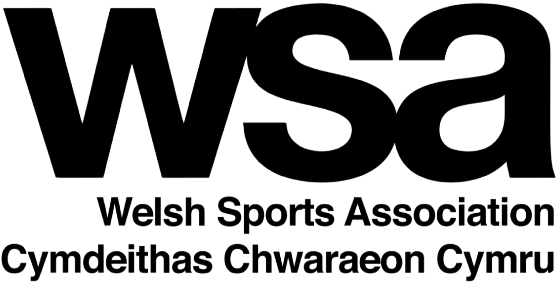 wsa
Welsh Sports Association
Cymdeithas Chwaraeon Cymru